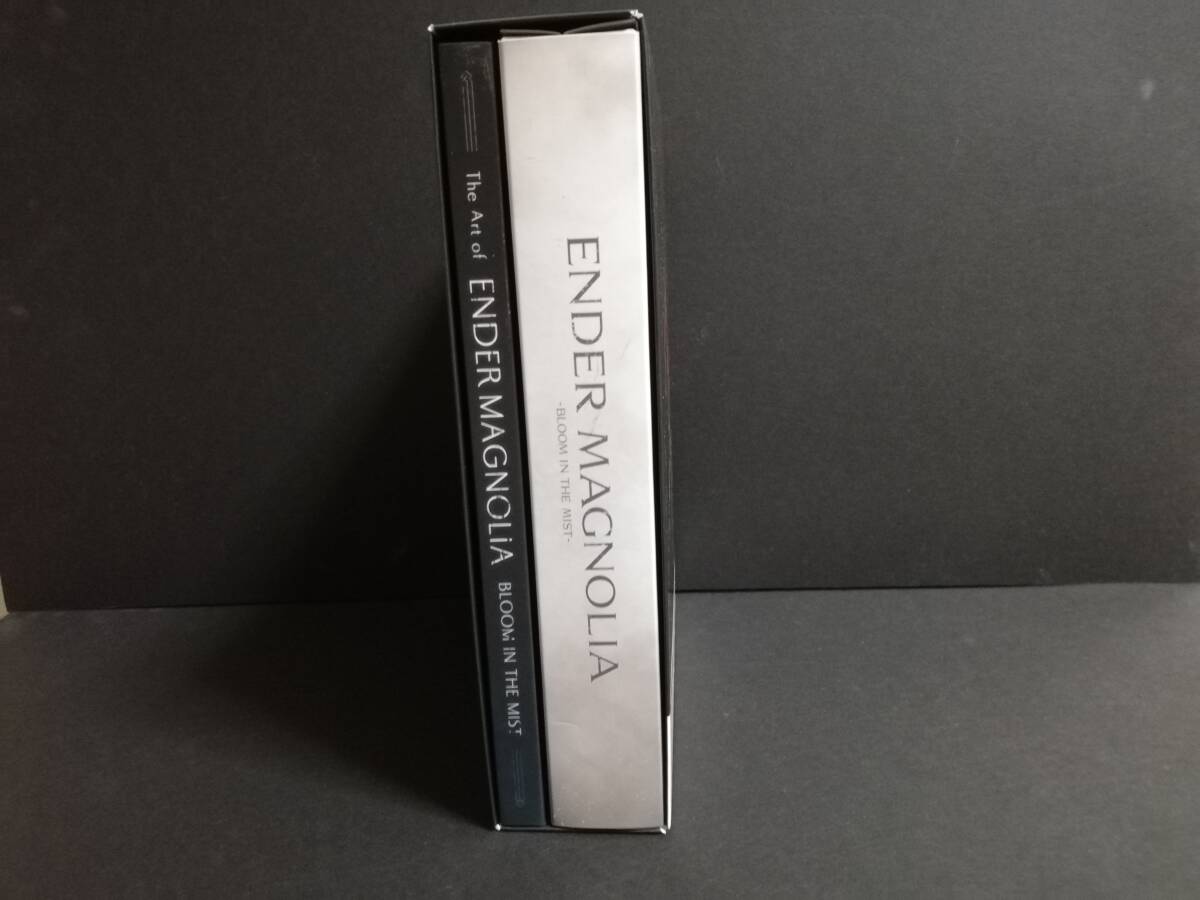 The Art of ENDER MAGNOLiA BLOOM IN THE MIST
ENDER MAGNOLIA
-BLOOM IN THE MIST-